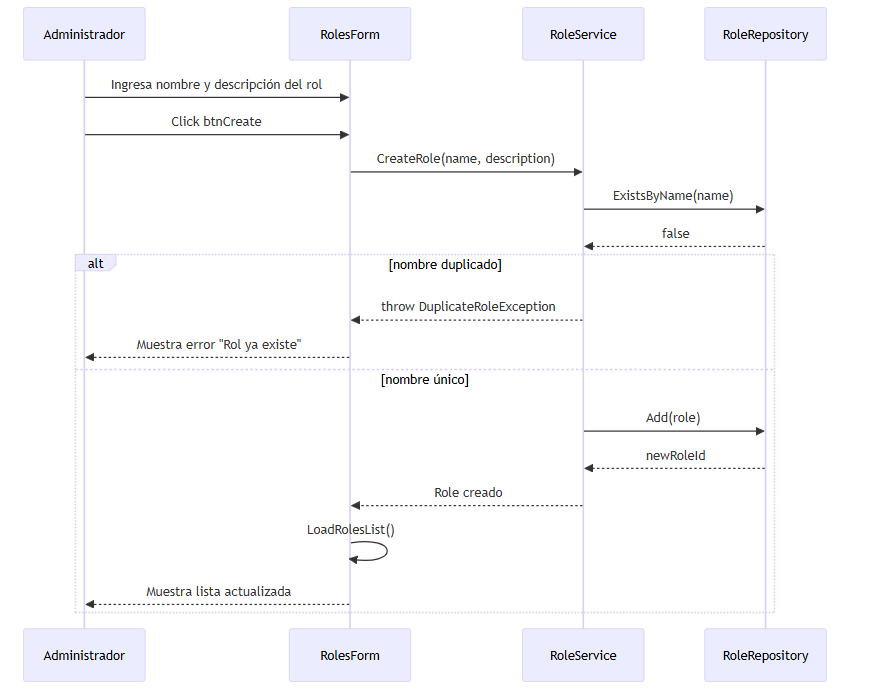 Administrador
RolesForm
RoleService
RoleRepository
Ingresa nombre y descripción del rol
Click btnCreate
CreateRole(name, description)
ExistsByName(name)
false
alt
[nombre duplicado]
throw DuplicateRoleException
Muestra error "Rol ya existe"
[nombre único]
Add(role)
newRoleId
Role creado
LoadRolesList()
Muestra lista actualizada
Administrador
RolesForm
RoleService
RoleRepository